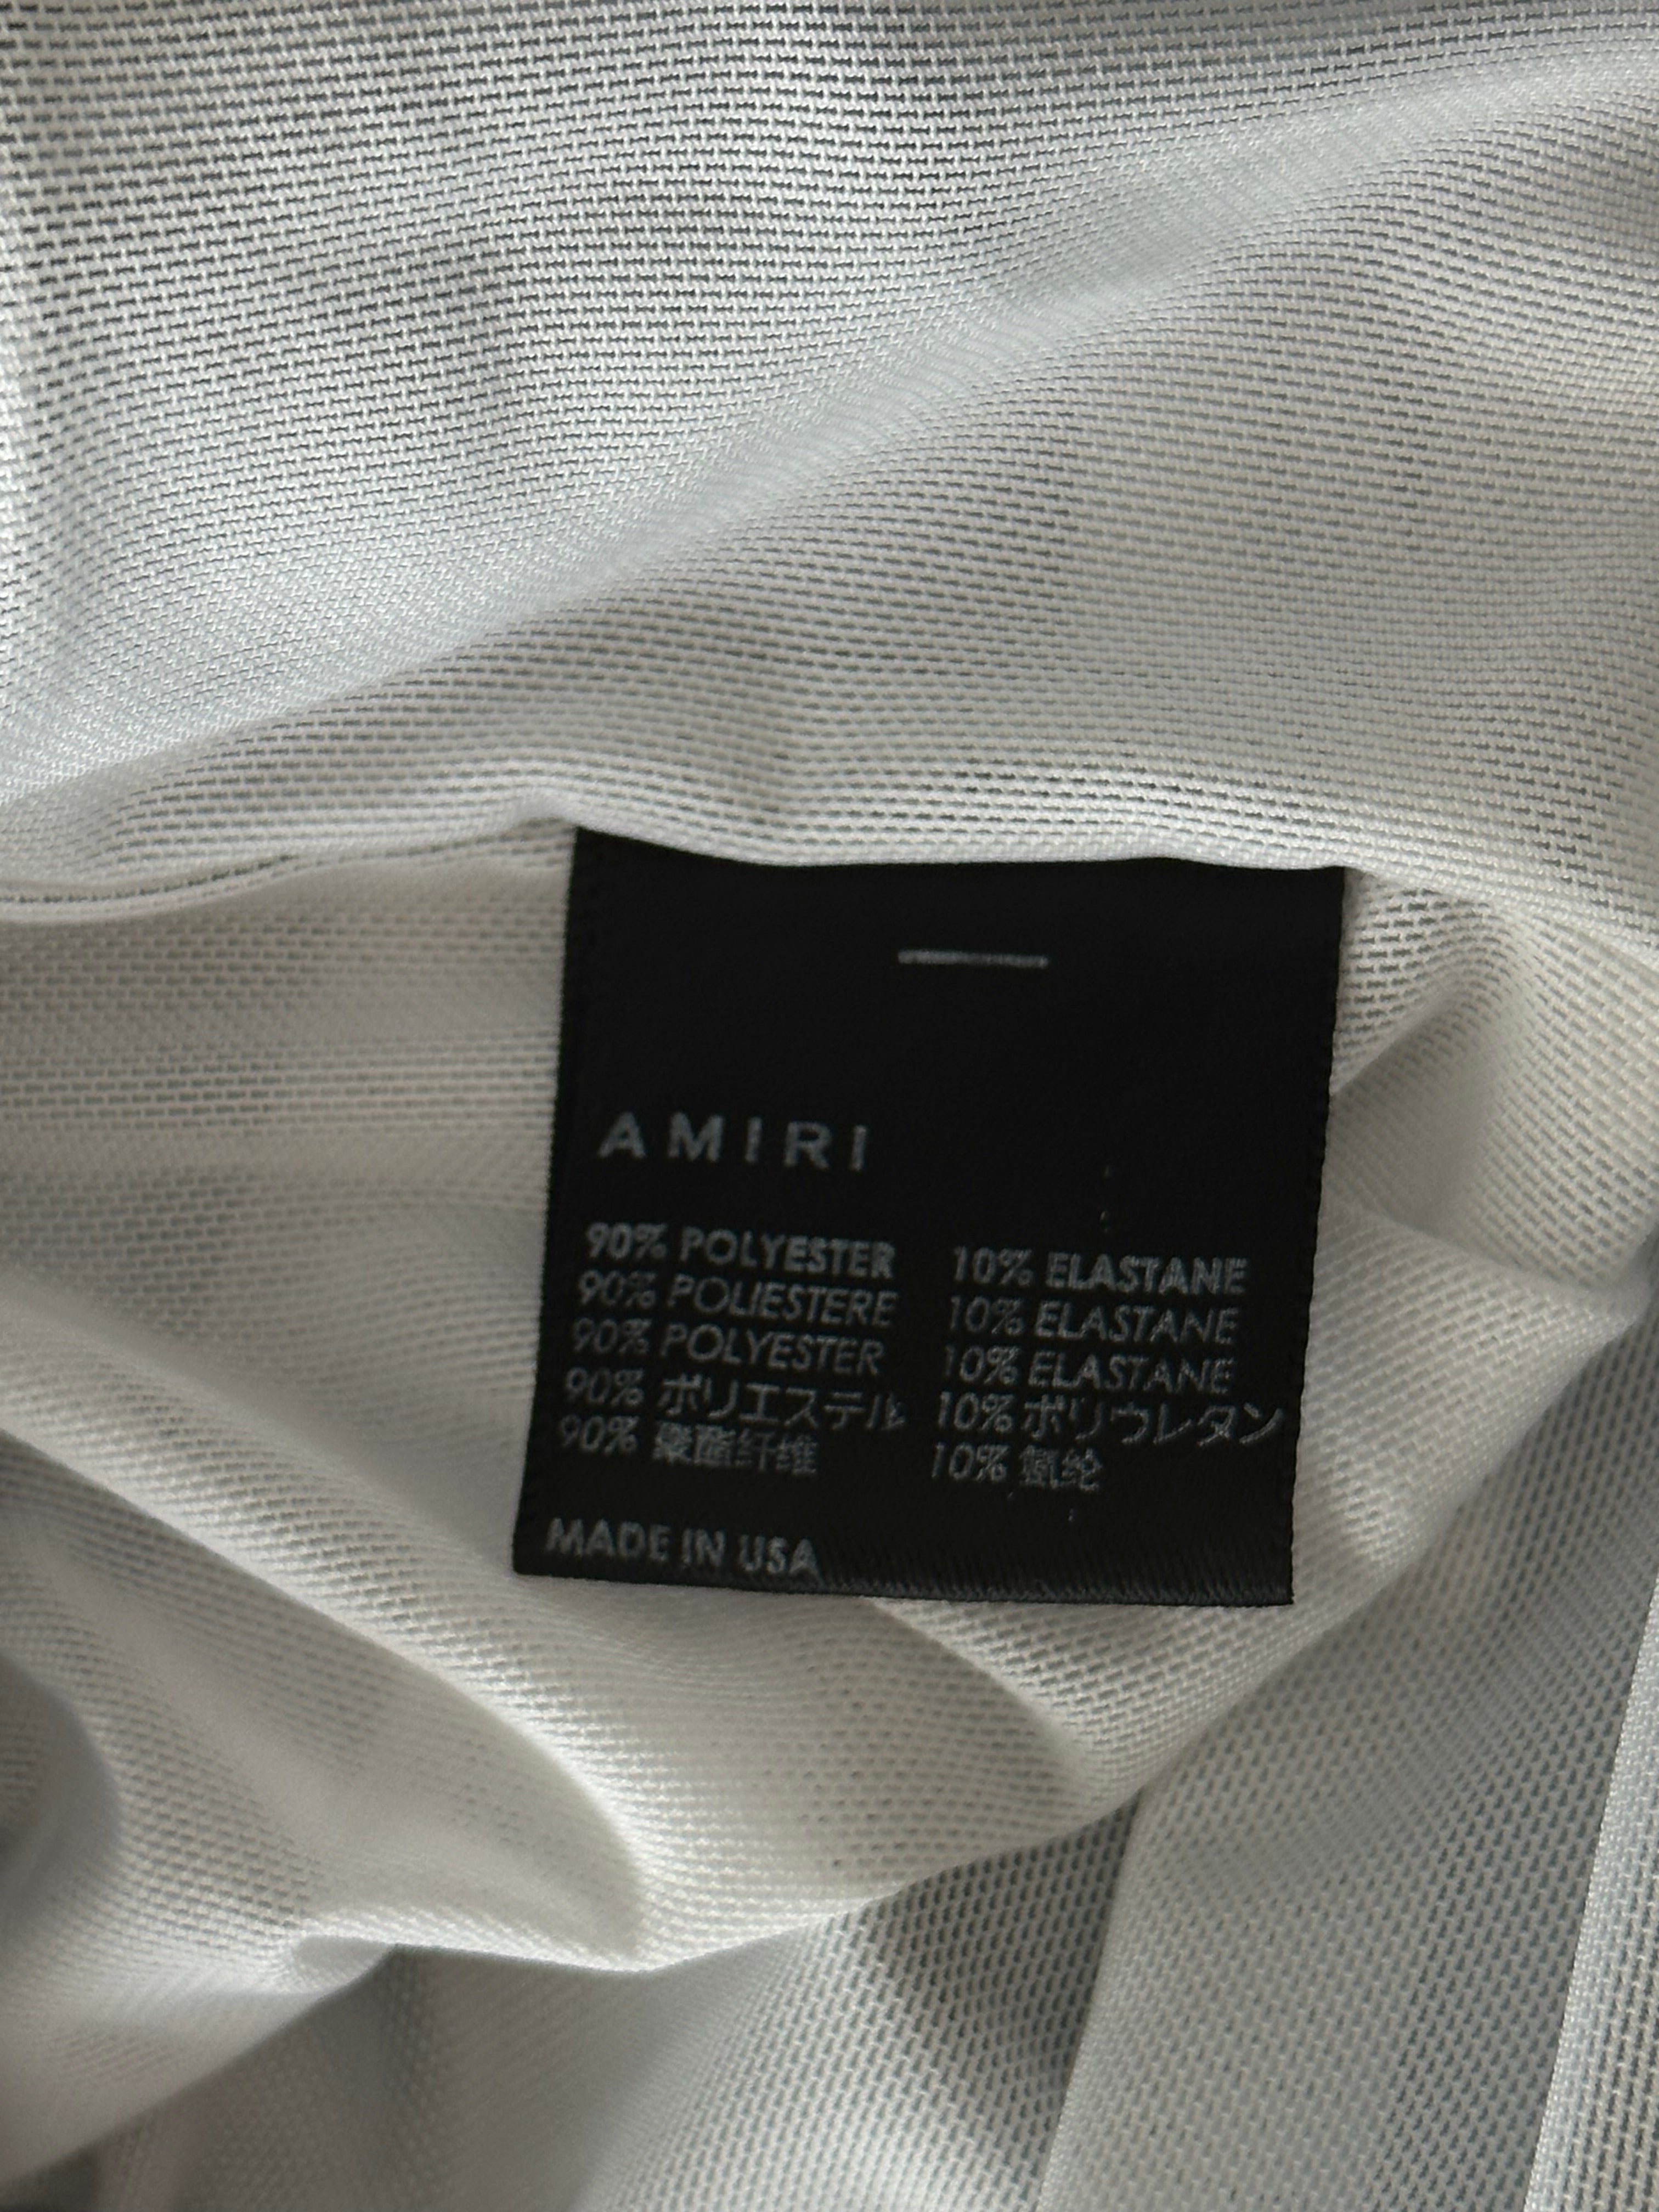 AMIRI
90% POLYESTER 10% ELASTANE
90% POLIESTERE 10% ELASTANE
90% POLYESTER 10% ELASTANE
90% ポリエステル 10% ポリウレタン
90% 聚酯纤维 10% 氨纶
MADE IN USA